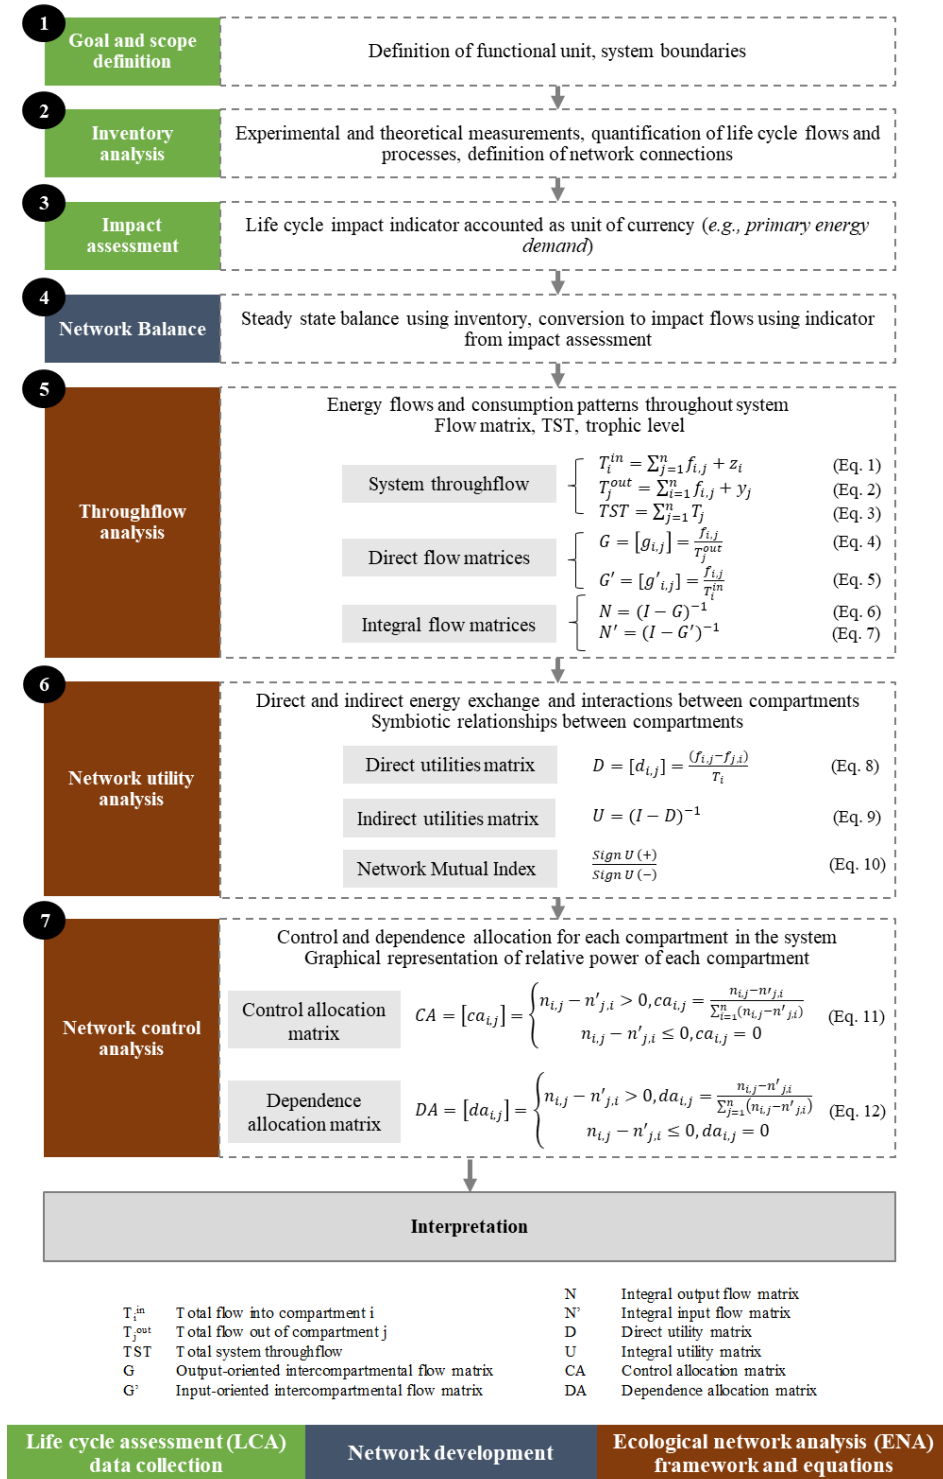 1
Goal and scope
definition
Definition of functional unit, system boundaries
2
Inventory
analysis
Experimental and theoretical measurements, quantification of life cycle flows and
processes, definition of network connections
3
Impact
assessment
Life cycle impact indicator accounted as unit of currency (e.g., primary energy
demand)
4
Network Balance
Steady state balance using inventory, conversion to impact flows using indicator
from impact assessment
5
Throughflow
analysis
Energy flows and consumption patterns throughout system
Flow matrix, TST, trophic level
System throughflow
T_i^{in} = ∑_{j=1}^{n} f_{i,j} + z_i (Eq. 1)
T_j^{out} = ∑_{i=1}^{n} f_{i,j} + y_j (Eq. 2)
TST = ∑_{j=1}^{n} T_j (Eq. 3)
Direct flow matrices
G = [g_{i,j}] = f_{i,j} / T_j^{out} (Eq. 4)
G' = [g'_{i,j}] = f_{i,j} / T_i^{in} (Eq. 5)
Integral flow matrices
N = (I − G)^{−1} (Eq. 6)
N' = (I − G')^{−1} (Eq. 7)
6
Network utility
analysis
Direct and indirect energy exchange and interactions between compartments
Symbiotic relationships between compartments
Direct utilities matrix
D = [d_{i,j}] = (f_{i,j} − f_{j,i}) / T_i (Eq. 8)
Indirect utilities matrix
U = (I − D)^{−1} (Eq. 9)
Network Mutual Index
Sign U (+) / Sign U (−) (Eq. 10)
7
Network control
analysis
Control and dependence allocation for each compartment in the system
Graphical representation of relative power of each compartment
Control allocation
matrix
CA = [ca_{i,j}] = { n_{i,j} − n'_{j,i} > 0, ca_{i,j} = (n_{i,j} − n'_{j,i}) / ∑_{i=1}^{n} (n_{i,j} − n'_{j,i}) (Eq. 11)
n_{i,j} − n'_{j,i} ≤ 0, ca_{i,j} = 0
Dependence
allocation matrix
DA = [da_{i,j}] = { n_{i,j} − n'_{j,i} > 0, da_{i,j} = (n_{i,j} − n'_{j,i}) / ∑_{j=1}^{n} (n_{i,j} − n'_{j,i}) (Eq. 12)
n_{i,j} − n'_{j,i} ≤ 0, da_{i,j} = 0
Interpretation
T_i^{in} Total flow into compartment i
T_j^{out} Total flow out of compartment j
TST Total system throughflow
G Output-oriented intercompartmental flow matrix
G' Input-oriented intercompartmental flow matrix
N Integral output flow matrix
N' Integral input flow matrix
D Direct utility matrix
U Integral utility matrix
CA Control allocation matrix
DA Dependence allocation matrix
Life cycle assessment (LCA)
data collection
Network development
Ecological network analysis (ENA)
framework and equations